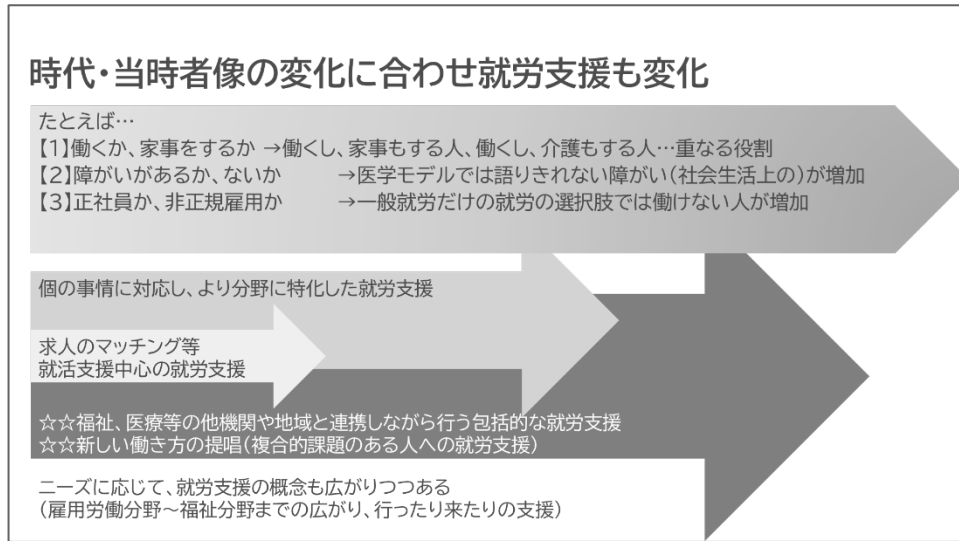 時代・当時者像の変化に合わせ就労支援も変化
たとえば…
【1】働くか、家事をするか →働くし、家事もする人、働くし、介護もする人…重なる役割
【2】障がいがあるか、ないか →医学モデルでは語りきれない障がい(社会生活上の)が増加
【3】正社員か、非正規雇用か →一般就労だけの就労の選択肢では働けない人が増加
個の事情に対応し、より分野に特化した就労支援
求人のマッチング等
就活支援中心の就労支援
☆☆福祉、医療等の他機関や地域と連携しながら行う包括的な就労支援
☆☆新しい働き方の提唱(複合的課題のある人への就労支援)
ニーズに応じて、就労支援の概念も広がりつつある
(雇用労働分野～福祉分野までの広がり、行ったり来たりの支援)